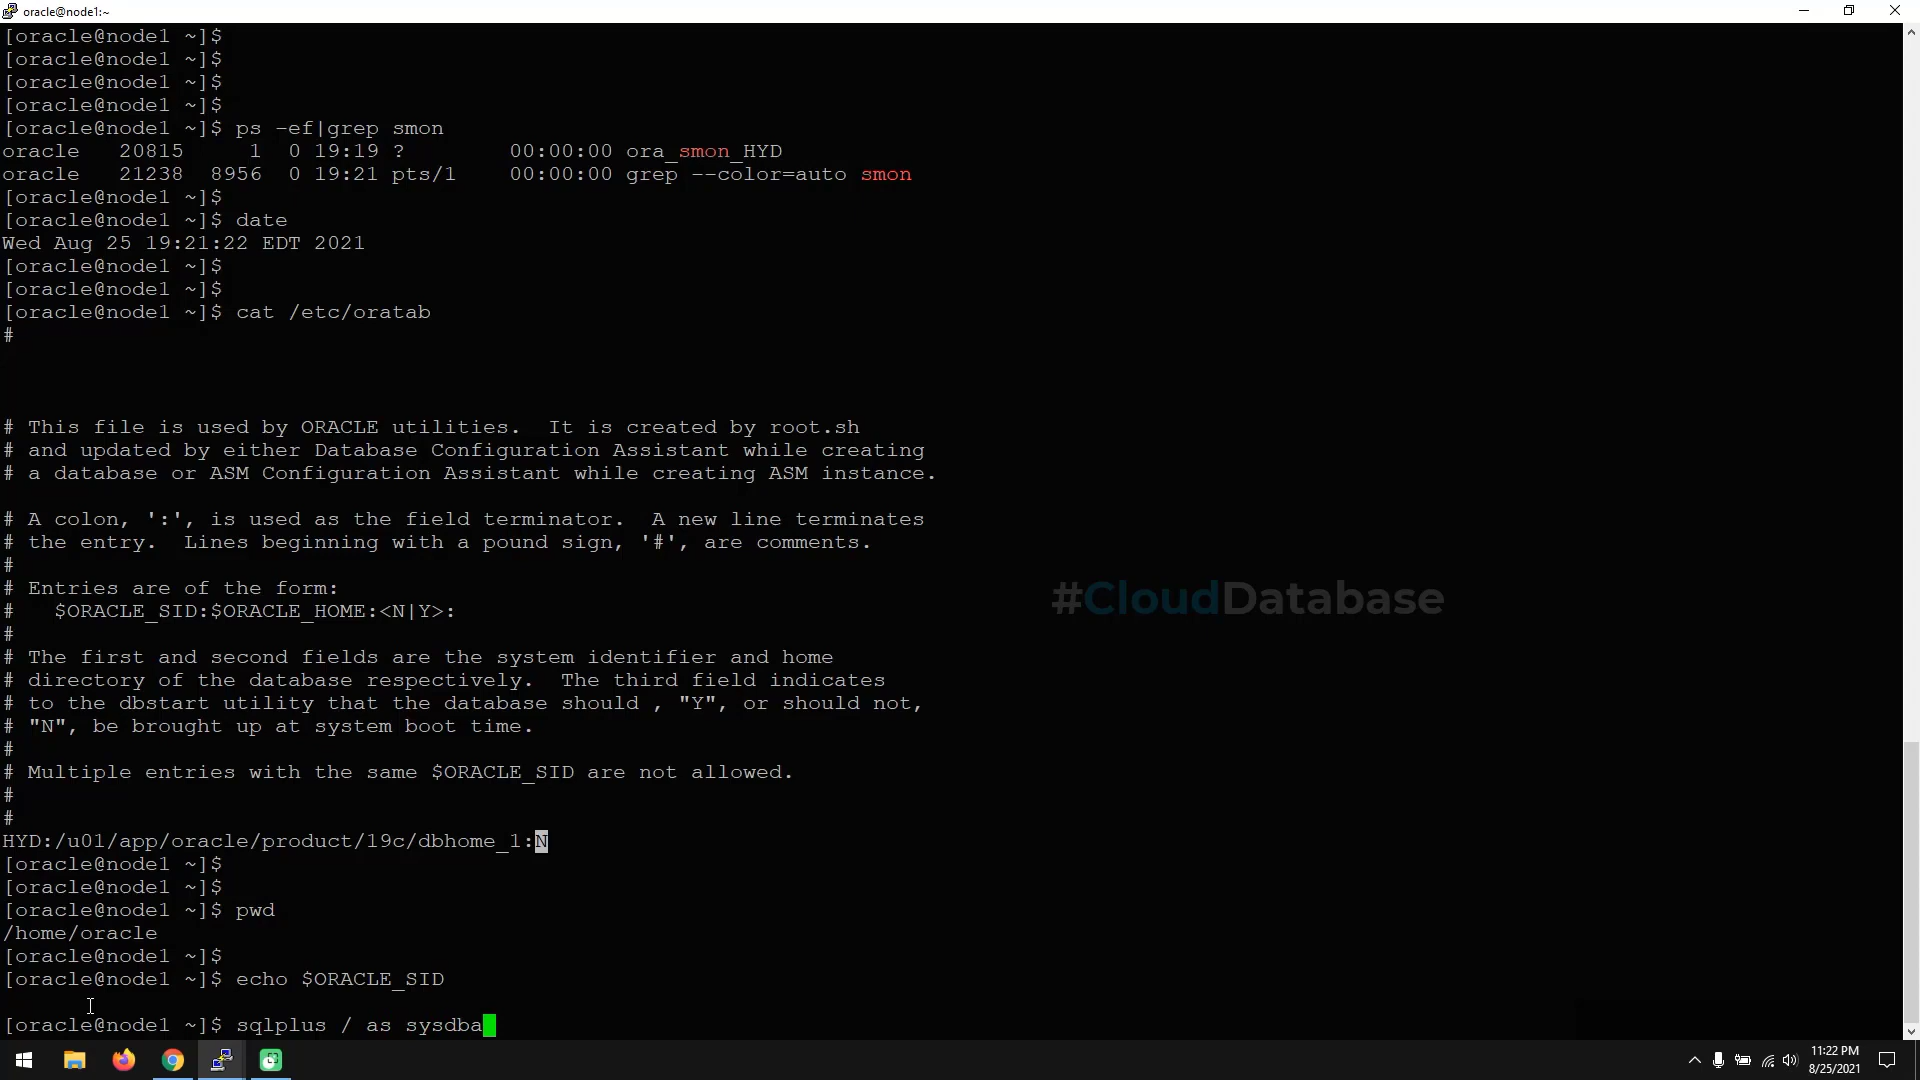 oracle@node1:~
[oracle@node1 ~]$
[oracle@node1 ~]$
[oracle@node1 ~]$
[oracle@node1 ~]$
[oracle@node1 ~]$ ps -ef|grep smon
oracle   20815     1  0 19:19 ?        00:00:00 ora_smon_HYD
oracle   21238  8956  0 19:21 pts/1    00:00:00 grep --color=auto smon
[oracle@node1 ~]$
[oracle@node1 ~]$ date
Wed Aug 25 19:21:22 EDT 2021
[oracle@node1 ~]$
[oracle@node1 ~]$
[oracle@node1 ~]$ cat /etc/oratab
#
# This file is used by ORACLE utilities.  It is created by root.sh
# and updated by either Database Configuration Assistant while creating
# a database or ASM Configuration Assistant while creating ASM instance.
# A colon, ':', is used as the field terminator.  A new line terminates
# the entry.  Lines beginning with a pound sign, '#', are comments.
#
# Entries are of the form:
#   $ORACLE_SID:$ORACLE_HOME:<N|Y>:
#
# The first and second fields are the system identifier and home
# directory of the database respectively.  The third field indicates
# to the dbstart utility that the database should , "Y", or should not,
# "N", be brought up at system boot time.
#
# Multiple entries with the same $ORACLE_SID are not allowed.
#
#
HYD:/u01/app/oracle/product/19c/dbhome_1:N
[oracle@node1 ~]$
[oracle@node1 ~]$
[oracle@node1 ~]$ pwd
/home/oracle
[oracle@node1 ~]$
[oracle@node1 ~]$ echo $ORACLE_SID
[oracle@node1 ~]$ sqlplus / as sysdba
#CloudDatabase
11:22 PM
8/25/2021